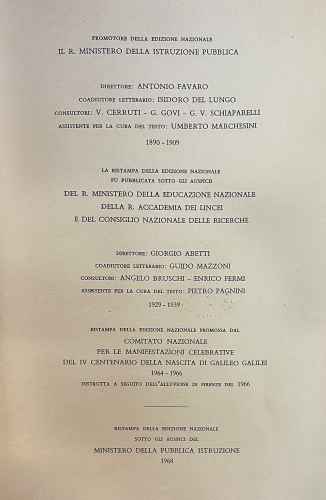 PROMOTORE DELLA EDIZIONE NAZIONALE
IL R. MINISTERO DELLA ISTRUZIONE PUBBLICA
DIRETTORE: ANTONIO FAVARO
COADIUTORE LETTERARIO: ISIDORO DEL LUNGO
CONSULTORI: V. CERRUTI - G. GOVI - G. V. SCHIAPARELLI
ASSISTENTE PER LA CURA DEL TESTO: UMBERTO MARCHESINI
1890-1909
LA RISTAMPA DELLA EDIZIONE NAZIONALE
FU PUBBLICATA SOTTO GLI AUSPICII
DEL R. MINISTERO DELLA EDUCAZIONE NAZIONALE
DELLA R. ACCADEMIA DEI LINCEI
E DEL CONSIGLIO NAZIONALE DELLE RICERCHE
DIRETTORE: GIORGIO ABETTI
COADIUTORE LETTERARIO: GUIDO MAZZONI
CONSULTORI: ANGELO BRUSCHI - ENRICO FERMI
ASSISTENTE PER LA CURA DEL TESTO: PIETRO PAGNINI
1929-1939
RISTAMPA DELLA EDIZIONE NAZIONALE PROMOSSA DAL
COMITATO NAZIONALE
PER LE MANIFESTAZIONI CELEBRATIVE
DEL IV CENTENARIO DELLA NASCITA DI GALILEO GALILEI
1964-1966
DISTRUTTA A SEGUITO DELL'ALLUVIONE DI FIRENZE DEL 1966
RISTAMPA DELLA EDIZIONE NAZIONALE
SOTTO GLI AUSPICI DEL
MINISTERO DELLA PUBBLICA ISTRUZIONE
1968